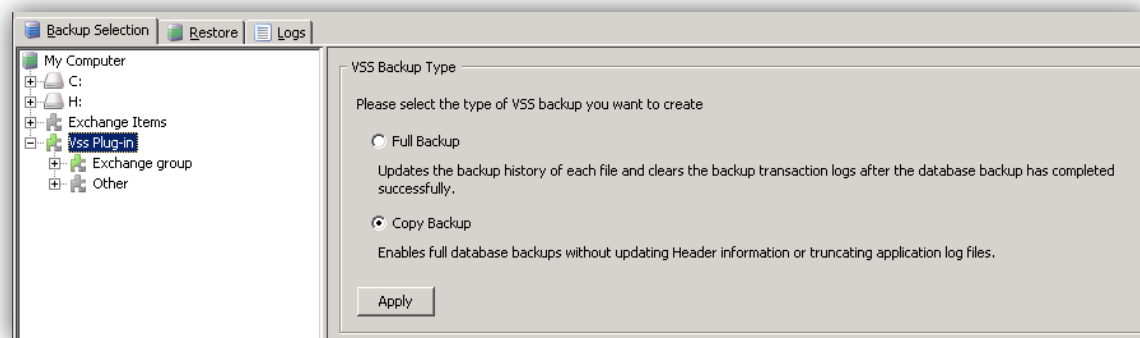 Backup Selection
Restore
Logs
My Computer
C:
H:
Exchange Items
Vss Plug-in
Exchange group
Other
VSS Backup Type
Please select the type of VSS backup you want to create
Full Backup
Updates the backup history of each file and clears the backup transaction logs after the database backup has completed
successfully.
Copy Backup
Enables full database backups without updating Header information or truncating application log files.
Apply